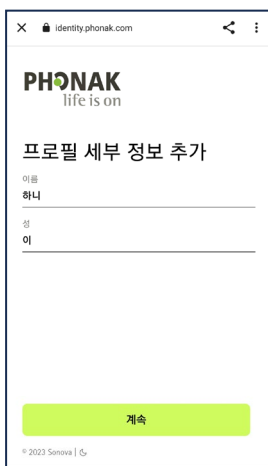 identity.phonak.com
PHONAK
life is on
프로필 세부 정보 추가
이름
하니
성
이
계속
© 2023 Sonova |